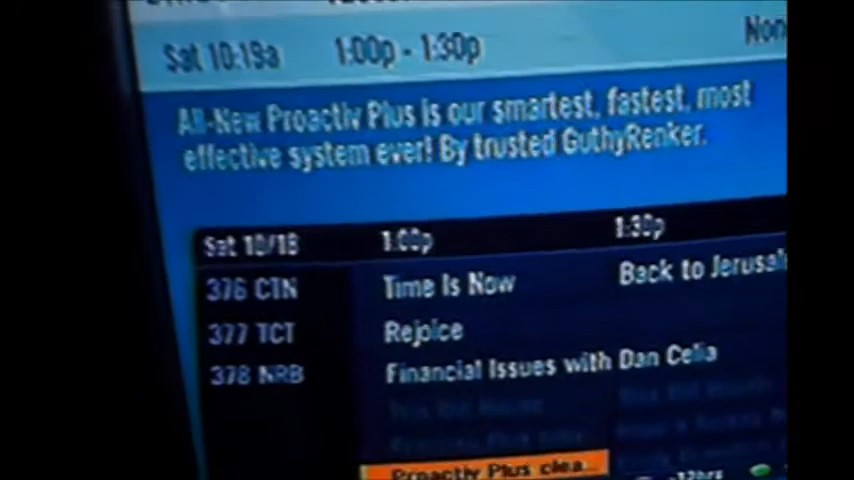 Sat 10:19a 1:00p - 1:30p
All-New Proactiv Plus is our smartest, fastest, most
effective system ever! By trusted GuthyRenker.
Sat 10/18 1:00p 1:30p
376 CTN Time Is Now Back to Jerusal
377 TCT Rejoice
378 NRB Financial Issues with Dan Celia
Proactiv Plus clea...
-12hrs